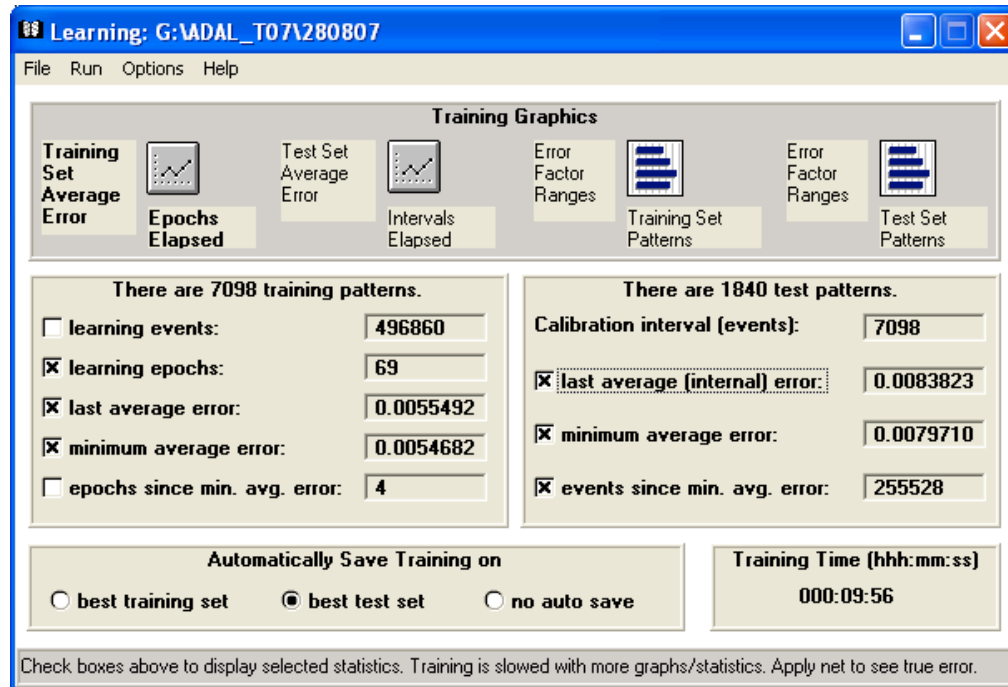 Learning: G:\ADAL_T07\280807
File Run Options Help
Training Graphics
Training
Set
Average
Error
Epochs
Elapsed
Test Set
Average
Error
Intervals
Elapsed
Error
Factor
Ranges
Training Set
Patterns
Error
Factor
Ranges
Test Set
Patterns
There are 7098 training patterns.
learning events: 496860
learning epochs: 69
last average error: 0.0055492
minimum average error: 0.0054682
epochs since min. avg. error: 4
There are 1840 test patterns.
Calibration interval (events): 7098
last average (internal) error: 0.0083823
minimum average error: 0.0079710
events since min. avg. error: 255528
Automatically Save Training on
best training set best test set no auto save
Training Time (hhh:mm:ss)
000:09:56
Check boxes above to display selected statistics. Training is slowed with more graphs/statistics. Apply net to see true error.